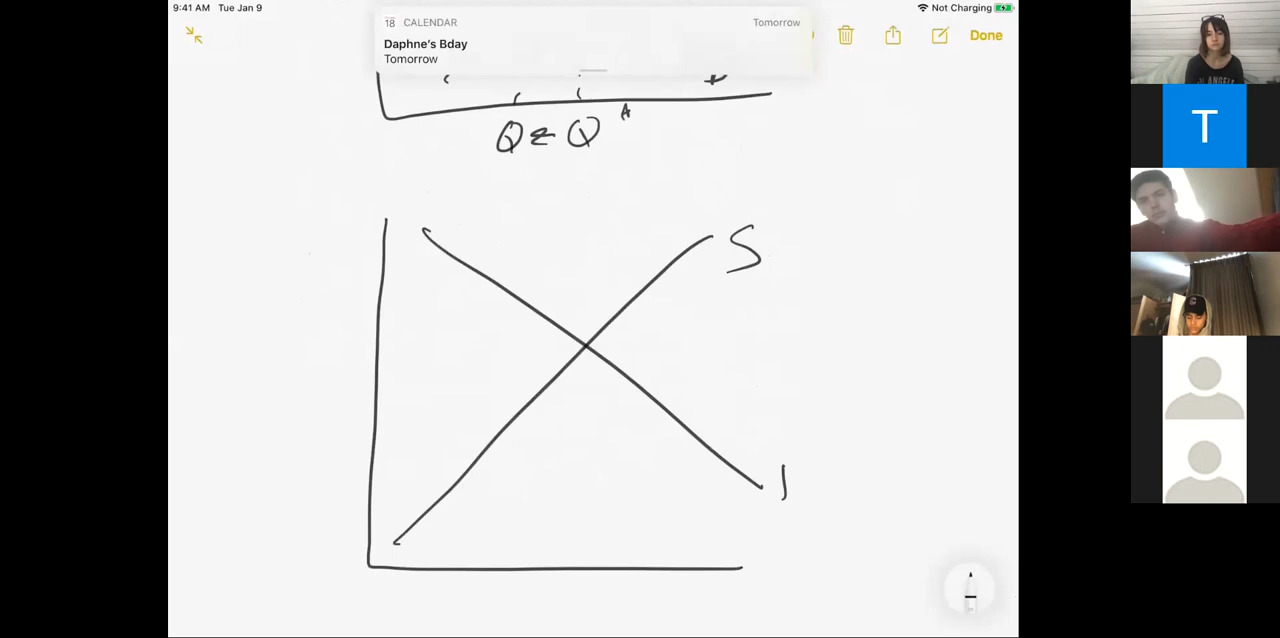 9:41 AM Tue Jan 9
Not Charging
18 CALENDAR
Tomorrow
Daphne's Bday
Tomorrow
Done
T
Q ← Q
S